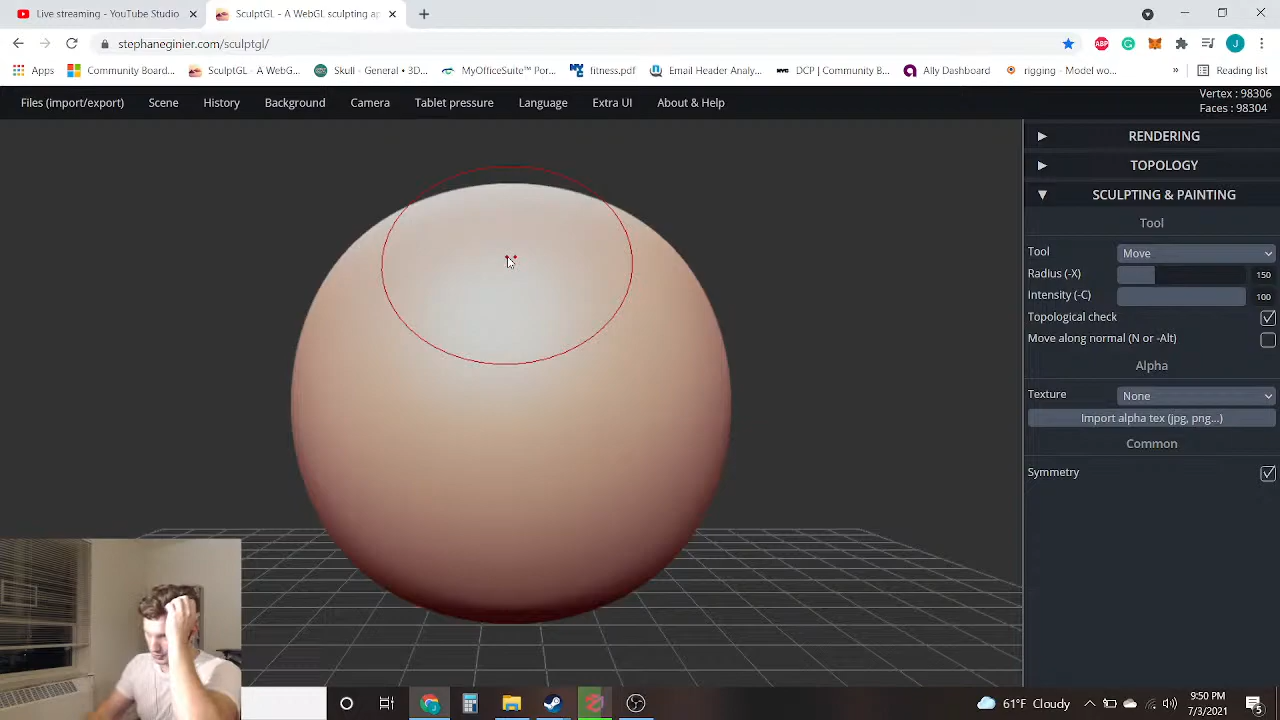 Live streaming - YouTube Studio
SculptGL - A WebGL sculpting ap
stephaneginier.com/sculptgl/
ABP
J
Apps
Community Board...
SculptGL - A WebG...
Skull - General • 3D...
MyOfficeSuite™ Por...
fitness.pdf
Email Header Analy...
DCP | Community B...
Ally Dashboard
rigging - Model wo...
»
Reading list
Files (import/export)
Scene
History
Background
Camera
Tablet pressure
Language
Extra UI
About & Help
Vertex : 98306
Faces : 98304
RENDERING
TOPOLOGY
SCULPTING & PAINTING
Tool
Tool
Move
Radius (-X)
150
Intensity (-C)
100
Topological check
Move along normal (N or -Alt)
Alpha
Texture
None
Import alpha tex (jpg, png...)
Common
Symmetry
61°F Cloudy
9:50 PM
7/3/2021
5